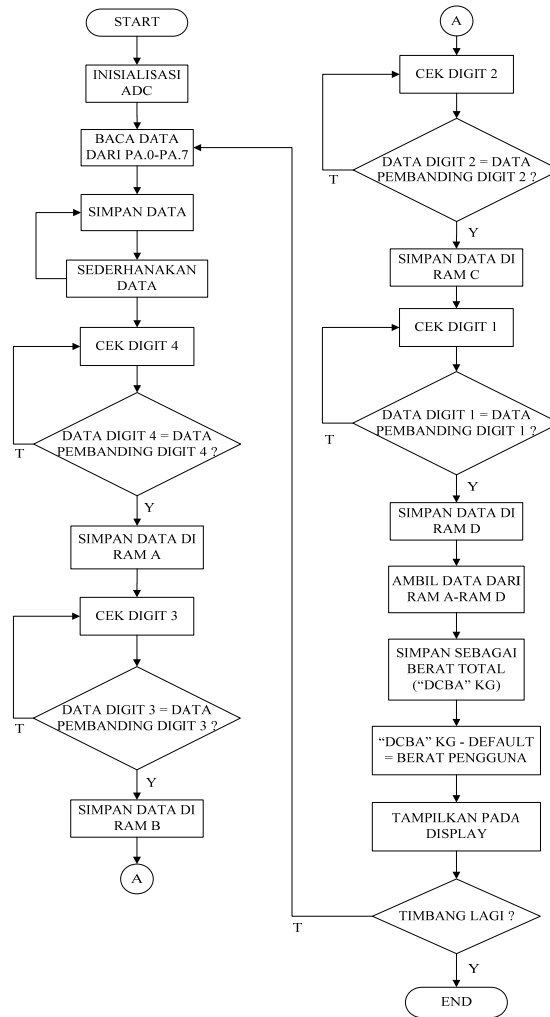 START
INISIALISASI
ADC
BACA DATA
DARI PA.0-PA.7
SIMPAN DATA
SEDERHANAKAN
DATA
CEK DIGIT 4
DATA DIGIT 4 = DATA
PEMBANDING DIGIT 4 ?
T
Y
SIMPAN DATA DI
RAM A
CEK DIGIT 3
DATA DIGIT 3 = DATA
PEMBANDING DIGIT 3 ?
T
Y
SIMPAN DATA DI
RAM B
A
A
CEK DIGIT 2
DATA DIGIT 2 = DATA
PEMBANDING DIGIT 2 ?
T
Y
SIMPAN DATA DI
RAM C
CEK DIGIT 1
DATA DIGIT 1 = DATA
PEMBANDING DIGIT 1 ?
T
Y
SIMPAN DATA DI
RAM D
AMBIL DATA DARI
RAM A-RAM D
SIMPAN SEBAGAI
BERAT TOTAL
(“DCBA” KG)
“DCBA” KG - DEFAULT
= BERAT PENGGUNA
TAMPILKAN PADA
DISPLAY
TIMBANG LAGI ?
T
Y
END